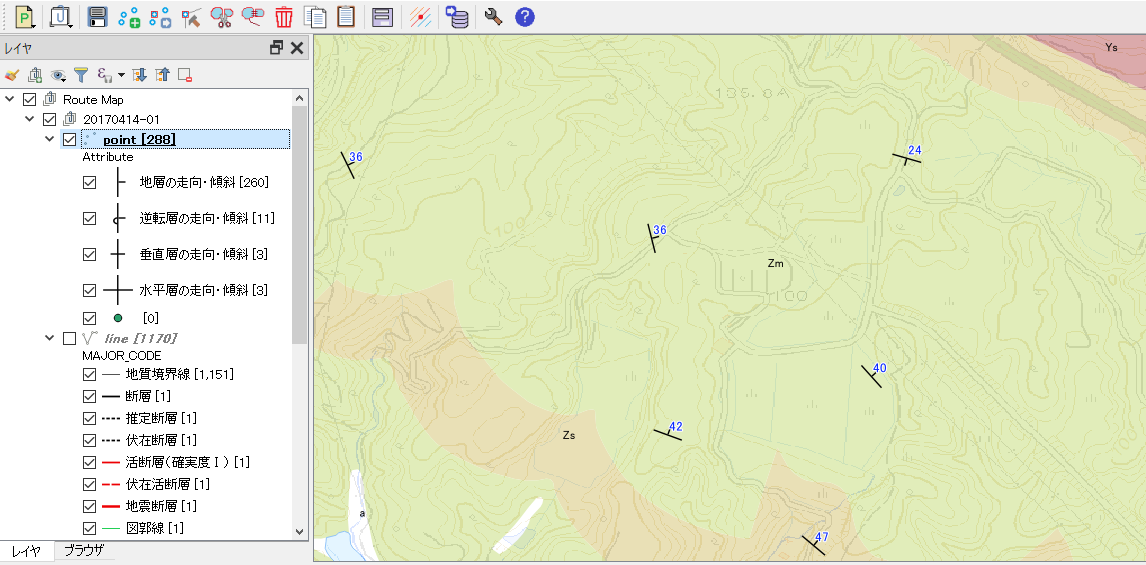 P
U
?
レイヤ
ε
Route Map
20170414-01
point [288]
Attribute
地層の走向・傾斜 [260]
逆転層の走向・傾斜 [11]
垂直層の走向・傾斜 [3]
水平層の走向・傾斜 [3]
[0]
line [1170]
MAJOR_CODE
地質境界線 [1,151]
断層 [1]
推定断層 [1]
伏在断層 [1]
活断層（確実度Ⅰ） [1]
伏在活断層 [1]
地震断層 [1]
図郭線 [1]
レイヤ
ブラウザ
Ys
135.6A
36
24
100
36
Zm
100
40
42
Zs
a
47